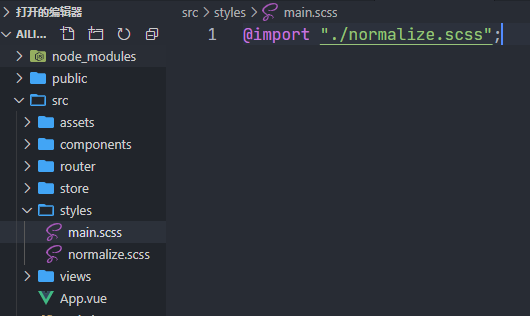 打开的编辑器
AILI...
node_modules
public
src
assets
components
router
store
styles
main.scss
normalize.scss
views
App.vue
src > styles > main.scss
1 @import "./normalize.scss";